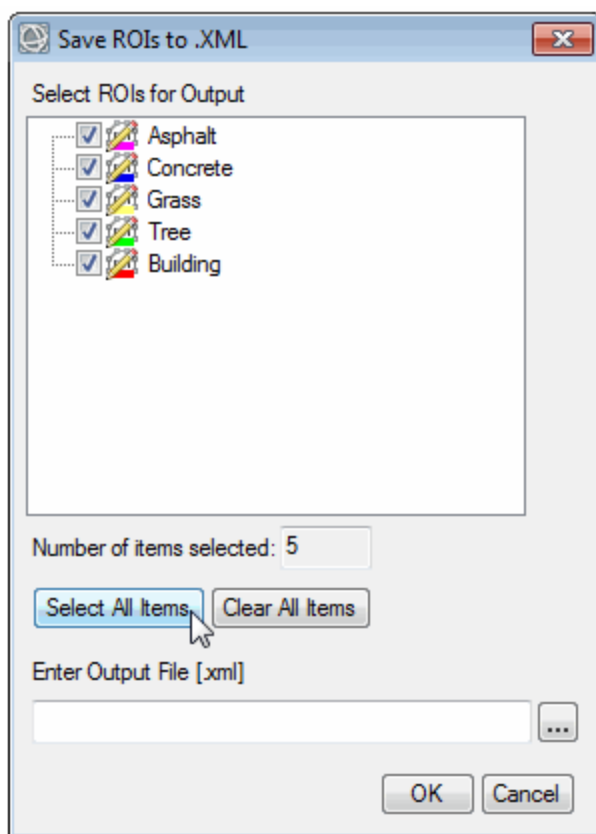 Save ROIs to .XML
Select ROIs for Output
Asphalt
Concrete
Grass
Tree
Building
Number of items selected: 5
Select All Items Clear All Items
Enter Output File [.xml]
...
OK Cancel